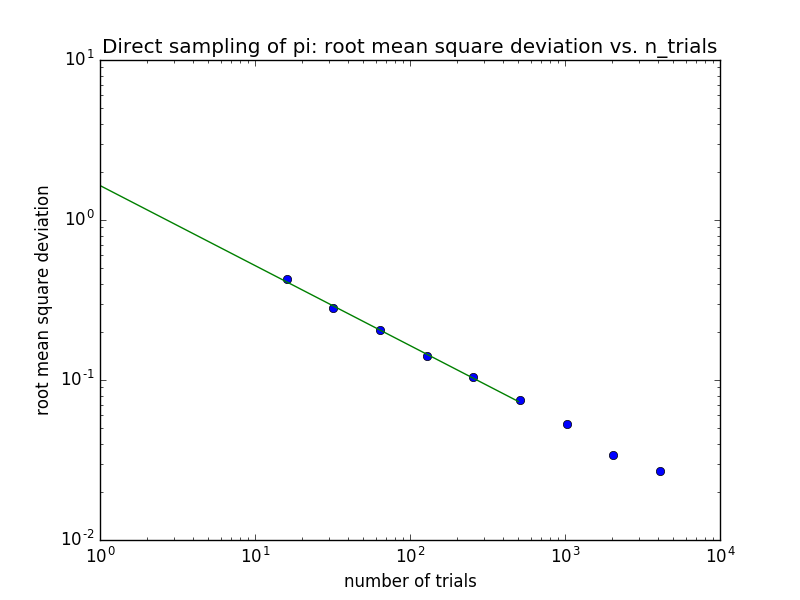 Direct sampling of pi: root mean square deviation vs. n_trials
10^1
10^0
10^-1
10^-2
root mean square deviation
10^0 10^1 10^2 10^3 10^4
number of trials